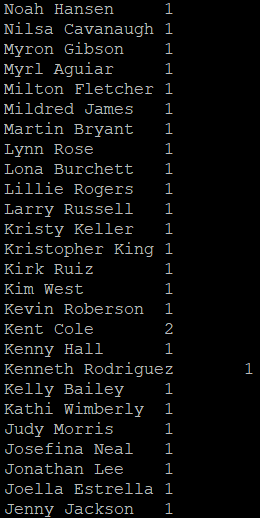 Noah Hansen 1
Nilsa Cavanaugh 1
Myron Gibson 1
Myrl Aguiar 1
Milton Fletcher 1
Mildred James 1
Martin Bryant 1
Lynn Rose 1
Lona Burchett 1
Lillie Rogers 1
Larry Russell 1
Kristy Keller 1
Kristopher King 1
Kirk Ruiz 1
Kim West 1
Kevin Roberson 1
Kent Cole 2
Kenny Hall 1
Kenneth Rodriguez 1
Kelly Bailey 1
Kathi Wimberly 1
Judy Morris 1
Josefina Neal 1
Jonathan Lee 1
Joella Estrella 1
Jenny Jackson 1